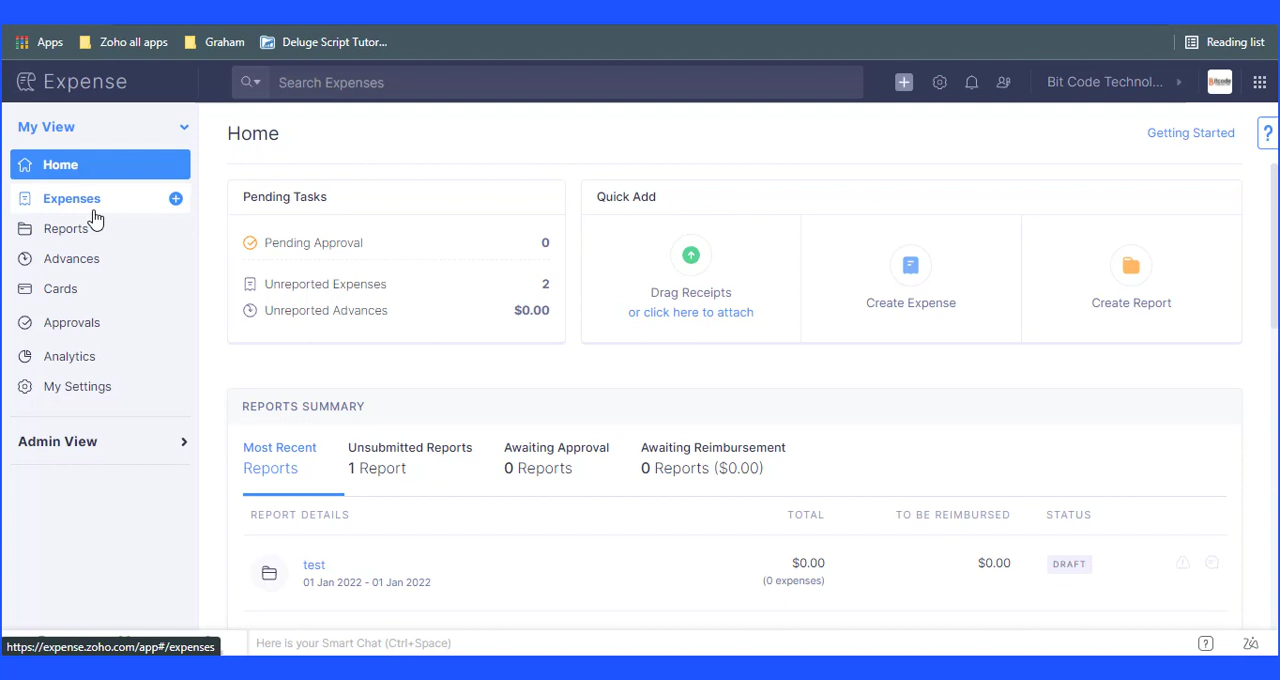 Apps
Zoho all apps
Graham
Deluge Script Tutor...
Reading list
Expense
Search Expenses
Bit Code Technol...
Bitcode
My View
Home
Getting Started
?
Home
Expenses
Reports
Advances
Cards
Approvals
Analytics
My Settings
Admin View
Pending Tasks
Pending Approval 0
Unreported Expenses 2
Unreported Advances $0.00
Quick Add
Drag Receipts
or click here to attach
Create Expense
Create Report
REPORTS SUMMARY
Most Recent
Reports
Unsubmitted Reports
1 Report
Awaiting Approval
0 Reports
Awaiting Reimbursement
0 Reports ($0.00)
REPORT DETAILS TOTAL TO BE REIMBURSED STATUS
test $0.00 $0.00 DRAFT
01 Jan 2022 - 01 Jan 2022 (0 expenses)
https://expense.zoho.com/app#/expenses
Here is your Smart Chat (Ctrl+Space)
?